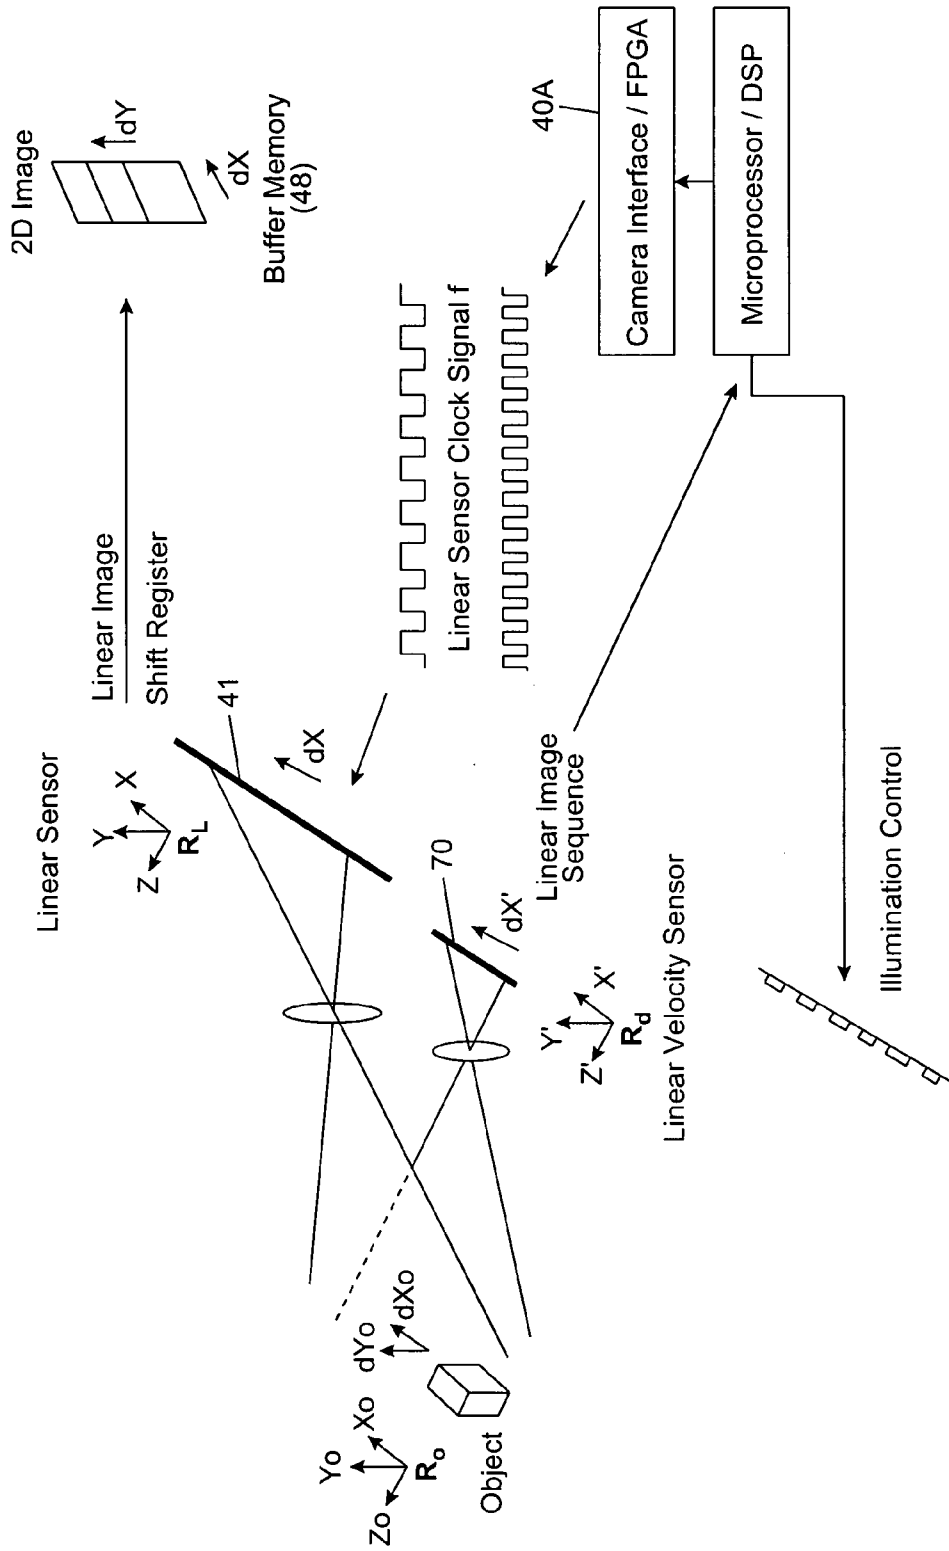 Linear Sensor
Y
X
Z
R_L
Linear Image
Shift Register
2D Image
dY
dX
Buffer Memory
(48)
41
dX
Linear Sensor Clock Signal f
40A
Camera Interface / FPGA
Microprocessor / DSP
Yo
Xo
Zo
R_o
Object
dYo
dXo
70
dX'
Linear Image
Sequence
Y'
X'
Z'
R_d
Linear Velocity Sensor
Illumination Control